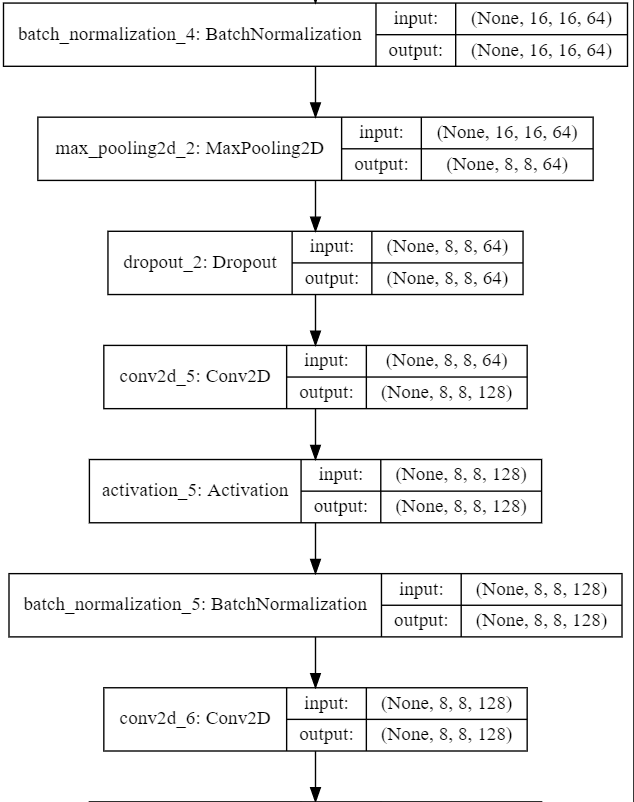 batch_normalization_4: BatchNormalization
input: (None, 16, 16, 64)
output: (None, 16, 16, 64)
max_pooling2d_2: MaxPooling2D
input: (None, 16, 16, 64)
output: (None, 8, 8, 64)
dropout_2: Dropout
input: (None, 8, 8, 64)
output: (None, 8, 8, 64)
conv2d_5: Conv2D
input: (None, 8, 8, 64)
output: (None, 8, 8, 128)
activation_5: Activation
input: (None, 8, 8, 128)
output: (None, 8, 8, 128)
batch_normalization_5: BatchNormalization
input: (None, 8, 8, 128)
output: (None, 8, 8, 128)
conv2d_6: Conv2D
input: (None, 8, 8, 128)
output: (None, 8, 8, 128)